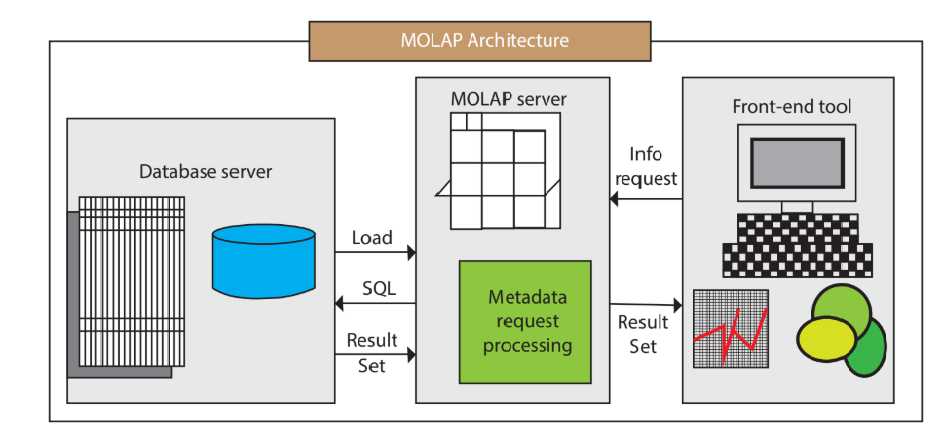 MOLAP Architecture
Database server
Load
SQL
Result
Set
MOLAP server
Metadata
request
processing
Info
request
Result
Set
Front-end tool